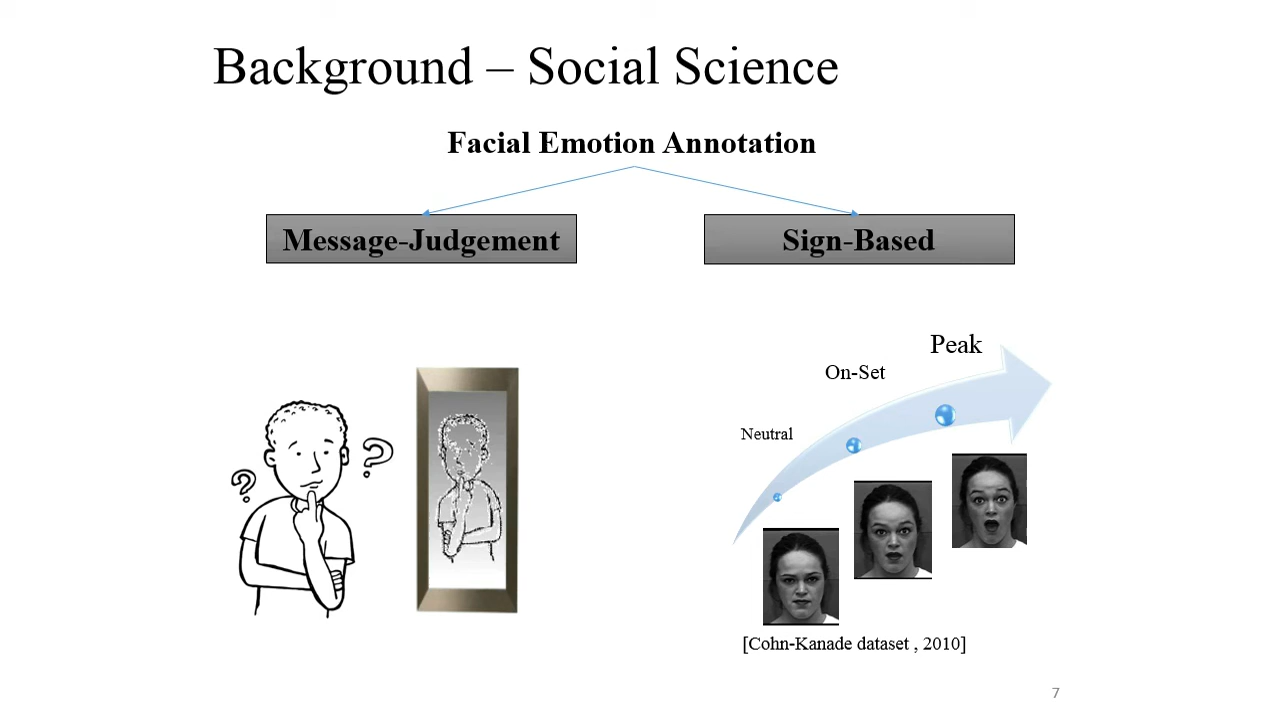 Background – Social Science
Facial Emotion Annotation
Message-Judgement
Sign-Based
Peak
On-Set
Neutral
?
?
[Cohn-Kanade dataset , 2010]
7